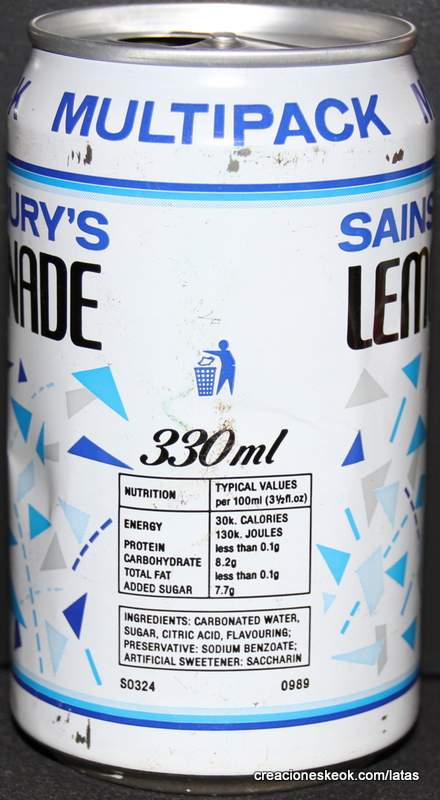 K MULTIPACK M
URY'S
NADE
SAINS
LEM
330ml
NUTRITION
TYPICAL VALUES
per 100ml (3½fl.oz)
ENERGY 30k. CALORIES
130k. JOULES
PROTEIN less than 0.1g
CARBOHYDRATE 8.2g
TOTAL FAT less than 0.1g
ADDED SUGAR 7.7g
INGREDIENTS: CARBONATED WATER,
SUGAR, CITRIC ACID, FLAVOURING;
PRESERVATIVE: SODIUM BENZOATE;
ARTIFICIAL SWEETENER: SACCHARIN
S0324 0989
creacioneskeok.com/latas